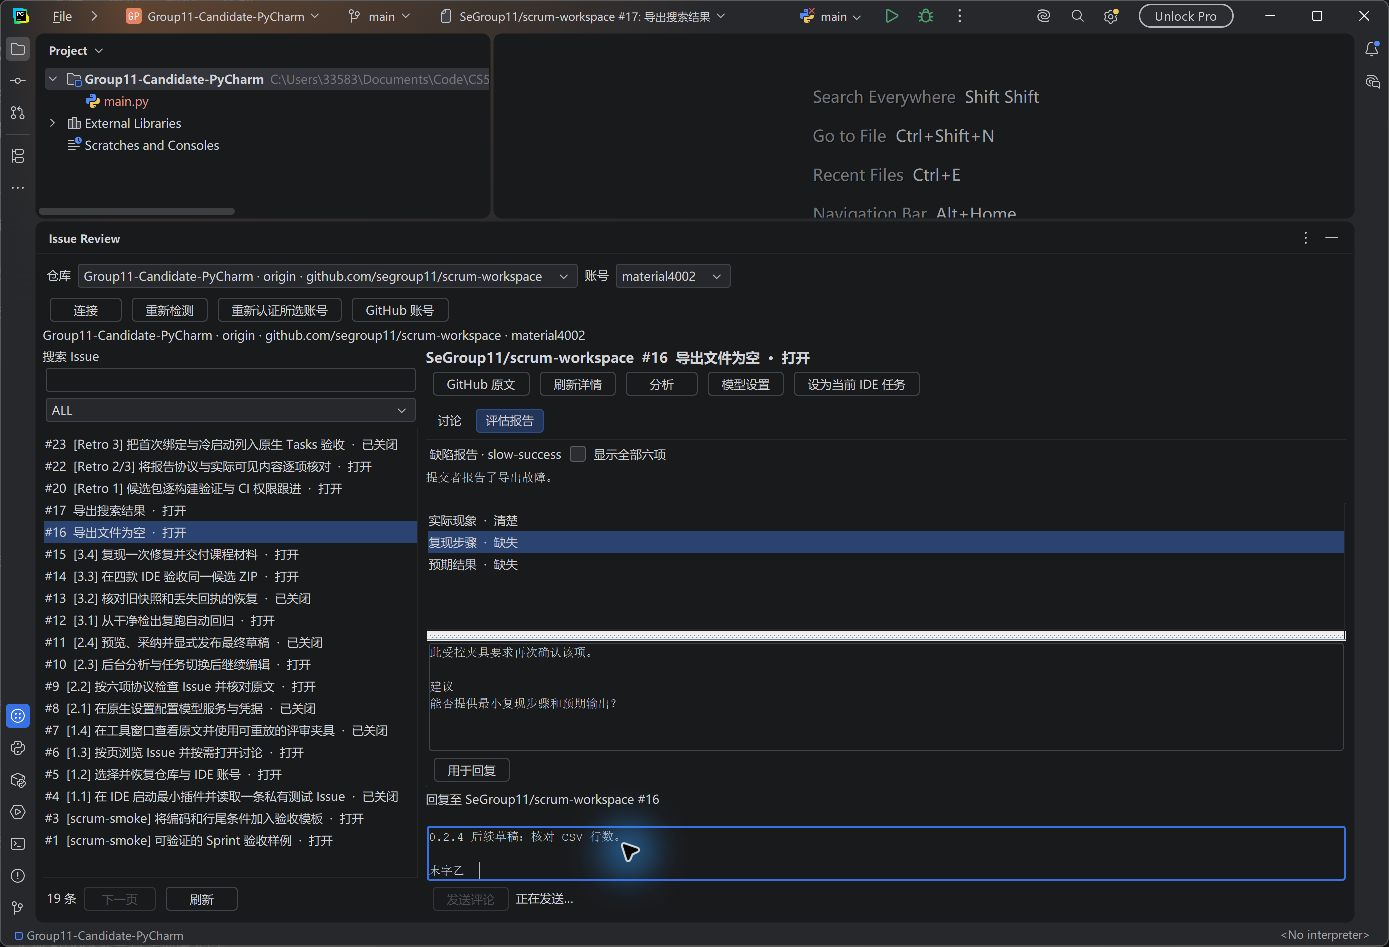 File
GP Group11-Candidate-PyCharm
main
SeGroup11/scrum-workspace #17: 导出搜索结果
main
Unlock Pro
Project
Group11-Candidate-PyCharm C:\Users\33583\Documents\Code\CS5
main.py
External Libraries
Scratches and Consoles
Search Everywhere Shift Shift
Go to File Ctrl+Shift+N
Recent Files Ctrl+E
Navigation Bar Alt+Home
Issue Review
仓库 Group11-Candidate-PyCharm · origin · github.com/segroup11/scrum-workspace 账号 material4002
连接 重新检测 重新认证所选账号 GitHub 账号
Group11-Candidate-PyCharm · origin · github.com/segroup11/scrum-workspace · material4002
搜索 Issue
ALL
#23 [Retro 3] 把首次绑定与冷启动列入原生 Tasks 验收 · 已关闭
#22 [Retro 2/3] 将报告协议与实际可见内容逐项核对 · 打开
#20 [Retro 1] 候选包逐构建验证与 CI 权限跟进 · 打开
#17 导出搜索结果 · 打开
#16 导出文件为空 · 打开
#15 [3.4] 复现一次修复并交付课程材料 · 打开
#14 [3.3] 在四款 IDE 验收同一候选 ZIP · 打开
#13 [3.2] 核对旧快照和丢失回执的恢复 · 已关闭
#12 [3.1] 从干净检出复跑自动回归 · 打开
#11 [2.4] 预览、采纳并显式发布最终草稿 · 已关闭
#10 [2.3] 后台分析与任务切换后继续编辑 · 打开
#9 [2.2] 按六项协议检查 Issue 并核对原文 · 打开
#8 [2.1] 在原生设置配置模型服务与凭据 · 已关闭
#7 [1.4] 在工具窗口查看原文并使用可重放的评审夹具 · 已关闭
#6 [1.3] 按页浏览 Issue 并按需打开讨论 · 打开
#5 [1.2] 选择并恢复仓库与 IDE 账号 · 打开
#4 [1.1] 在 IDE 启动最小插件并读取一条私有测试 Issue · 已关闭
#3 [scrum-smoke] 将编码和行尾条件加入验收模板 · 打开
#1 [scrum-smoke] 可验证的 Sprint 验收样例 · 打开
19 条 下一页 刷新
SeGroup11/scrum-workspace #16 导出文件为空 • 打开
GitHub 原文 刷新详情 分析 模型设置 设为当前 IDE 任务
讨论 评估报告
缺陷报告 · slow-success 显示全部六项
提交者报告了导出故障。
实际现象 · 清楚
复现步骤 · 缺失
预期结果 · 缺失
此受控夹具要求再次确认该项。
建议
能否提供最小复现步骤和预期输出?
用于回复
回复至 SeGroup11/scrum-workspace #16
0.2.4 后续草稿：核对 CSV 行数。
末字乙
发送评论 正在发送...
Group11-Candidate-PyCharm
<No interpreter>